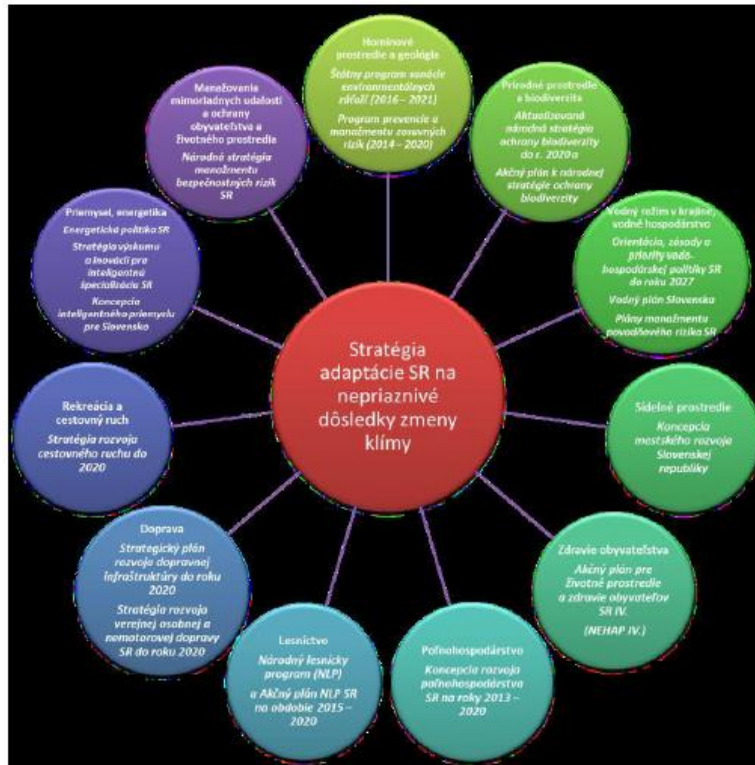 Stratégia
adaptácie SR na
nepriaznivé
dôsledky zmeny
klímy
Horninové
prostredie a geológia
Štátny program sanácie
environmentálnych
záťaží (2016 – 2021)
Program prevencie a
manažmentu zosuvných
rizík (2014 – 2020)
Prírodné prostredie
a biodiverzita
Aktualizovaná
národná stratégia
ochrany biodiverzity
do r. 2020 a
Akčný plán k národnej
stratégie ochrany
biodiverzity
Vodný režim v krajine,
vodné hospodárstvo
Orientácia, zásady a
priority vodo-
hospodárskej politiky SR
do roku 2027
Vodný plán Slovenska
Plány manažmentu
povodňového rizika SR
Sídelné prostredie
Koncepcia
mestského rozvoja
Slovenskej
republiky
Zdravie obyvateľstva
Akčný plán pre
životné prostredie
a zdravie obyvateľov
SR IV.
(NEHAP IV.)
Poľnohospodárstvo
Koncepcia rozvoja
poľnohospodárstva
SR na roky 2013 –
2020
Lesníctvo
Národný lesnícky
program (NLP)
a Akčný plán NLP SR
na obdobie 2015 –
2020
Doprava
Strategický plán
rozvoja dopravnej
infraštruktúry do roku
2020
Stratégia rozvoja
verejnej osobnej a
nemotorovej dopravy
SR do roku 2020
Rekreácia a
cestovný ruch
Stratégia rozvoja
cestovného ruchu do
2020
Priemysel, energetika
Energetická politika SR
Stratégia výskumu
a inovácií pre
inteligentnú
špecializáciu SR
Koncepcia
inteligentného priemyslu
pre Slovensko
Manažovania
mimoriadnych udalostí a
ochrany
obyvateľstva a
životného prostredia
Národná stratégia
manažmentu
bezpečnostných rizík
SR